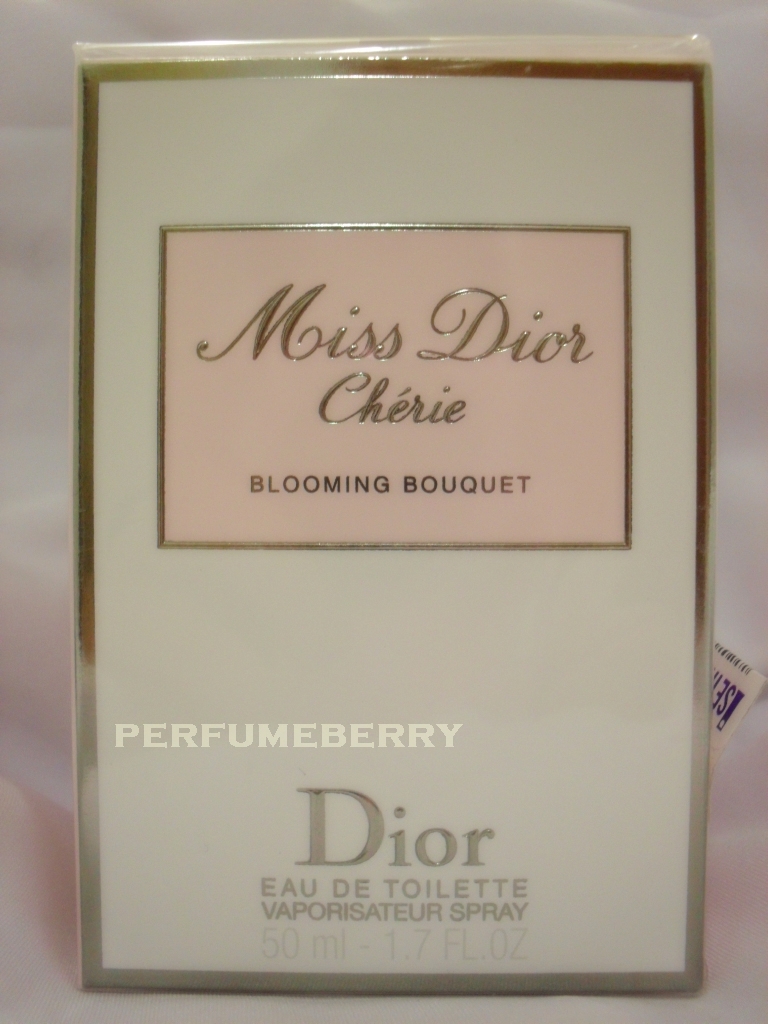 Miss Dior
Chérie
BLOOMING BOUQUET
PERFUMEBERRY
Dior
EAU DE TOILETTE
VAPORISATEUR SPRAY
50 ml - 1.7 FL.OZ